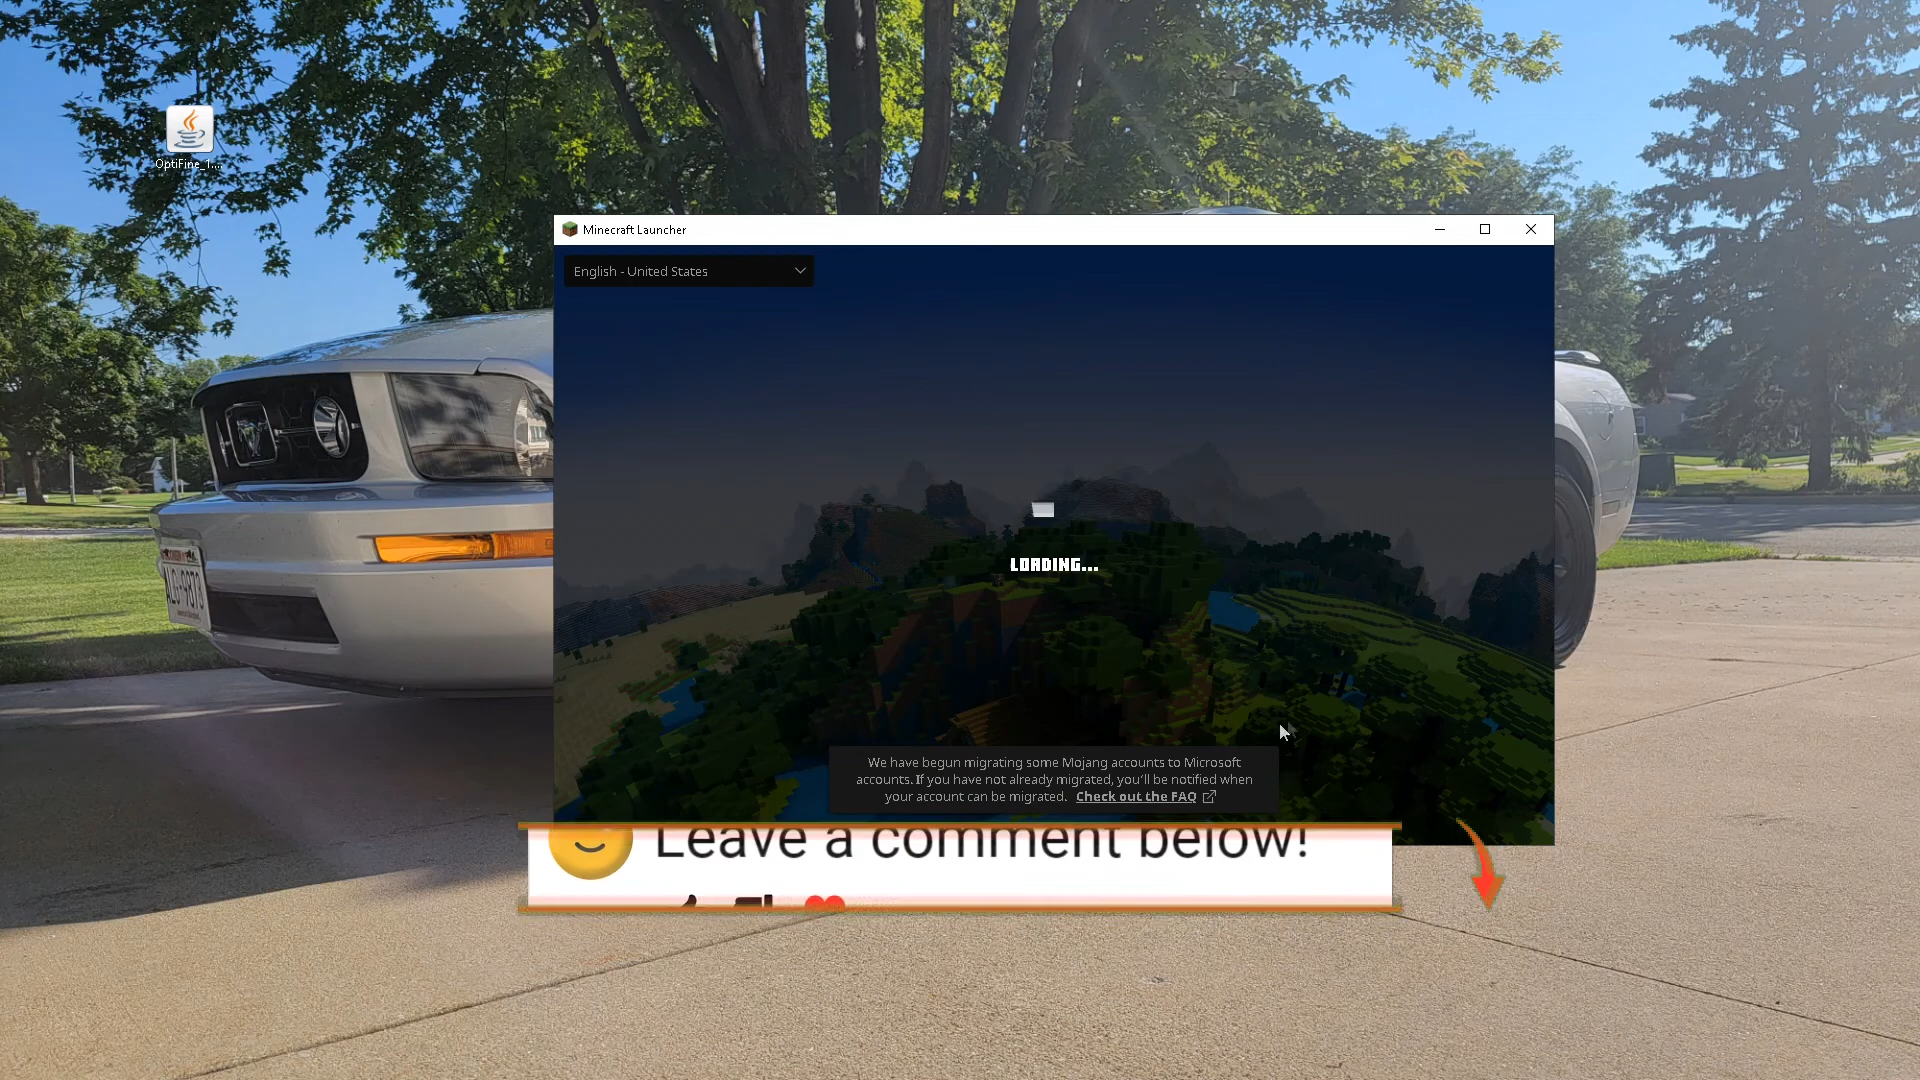 OptiFine_1....
Minecraft Launcher
English - United States
LOADING...
We have begun migrating some Mojang accounts to Microsoft
accounts. If you have not already migrated, you'll be notified when
your account can be migrated. Check out the FAQ
Leave a comment below!
ALG-9873